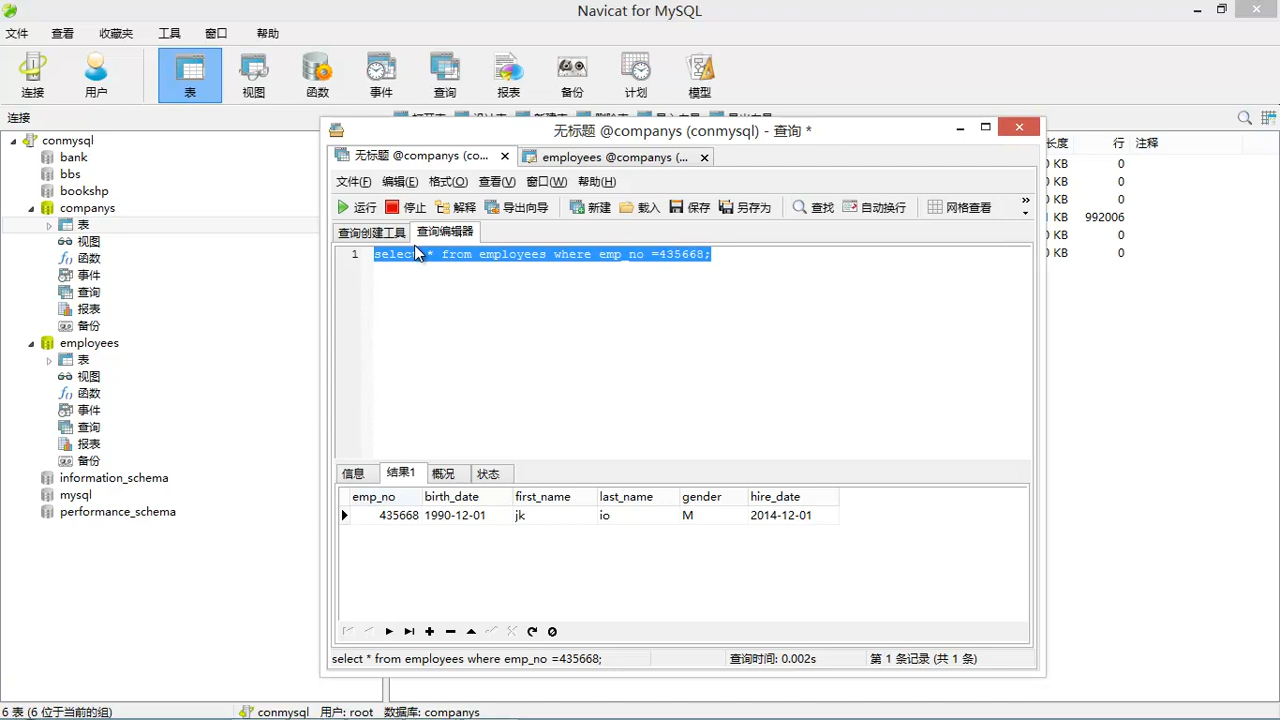 Navicat for MySQL
文件 查看 收藏夹 工具 窗口 帮助
连接 用户 表 视图 函数 事件 查询 报表 备份 计划 模型
连接
conmysql
bank
bbs
bookshp
companys
表
视图
函数
事件
查询
报表
备份
employees
表
视图
函数
事件
查询
报表
备份
information_schema
mysql
performance_schema
长度 行 注释
KB 0
KB 0
KB 0
KB 992006
KB 0
KB 0
无标题 @companys (conmysql) - 查询 *
无标题 @companys (co... employees @companys (...
文件(F) 编辑(E) 格式(O) 查看(V) 窗口(W) 帮助(H)
运行 停止 解释 导出向导 新建 载入 保存 另存为 查找 自动换行 网格查看
查询创建工具 查询编辑器
1 select * from employees where emp_no =435668;
信息 结果1 概况 状态
emp_no birth_date first_name last_name gender hire_date
435668 1990-12-01 jk io M 2014-12-01
select * from employees where emp_no =435668; 查询时间: 0.002s 第 1 条记录 (共 1 条)
6 表 (6 位于当前的组) conmysql 用户: root 数据库: companys